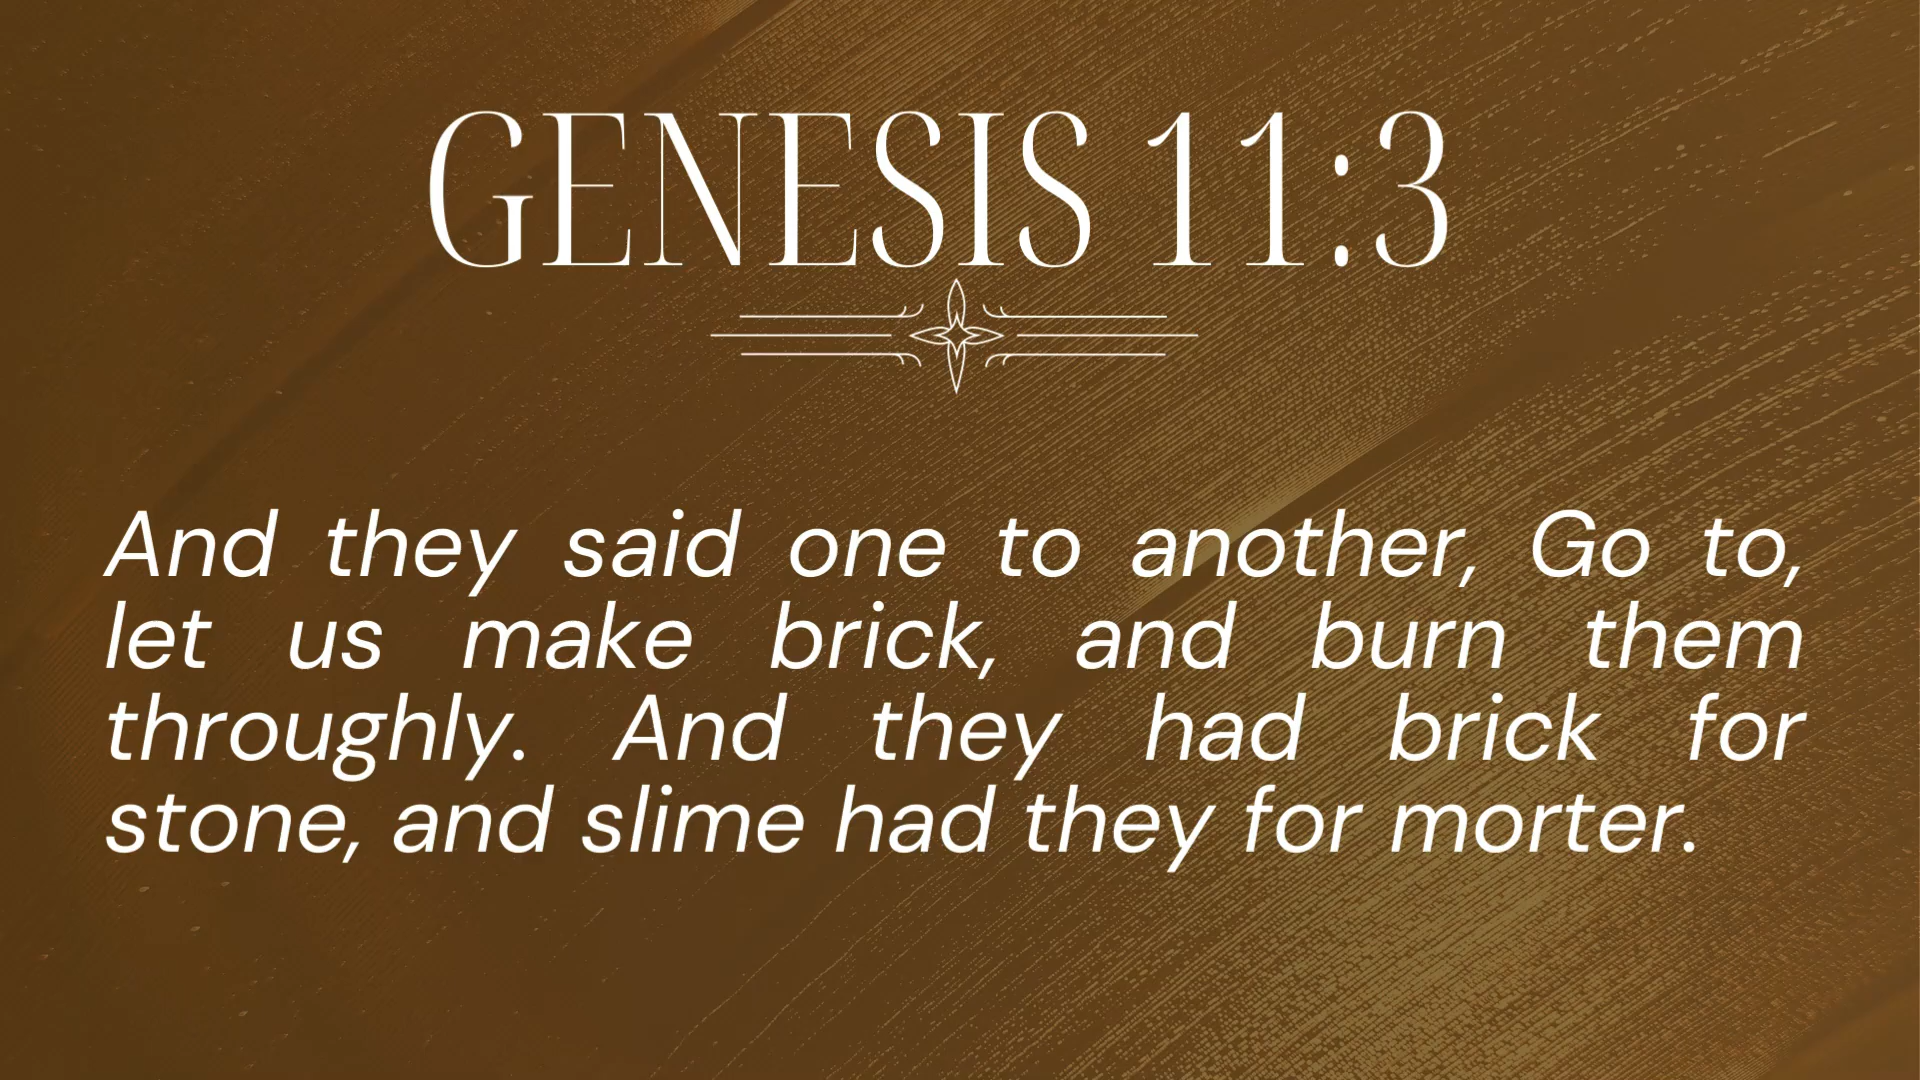 GENESIS 11:3
And they said one to another, Go to,
let us make brick, and burn them
throughly. And they had brick for
stone, and slime had they for morter.